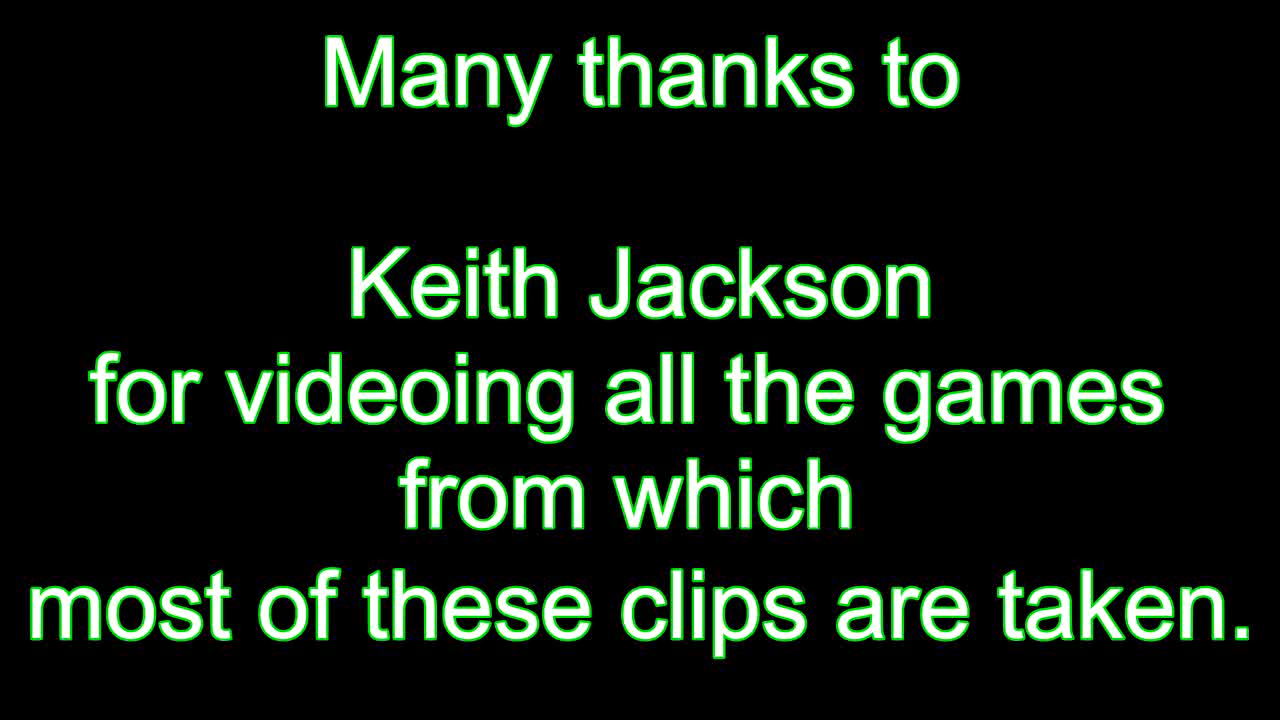 Many thanks to
Keith Jackson
for videoing all the games
from which
most of these clips are taken.